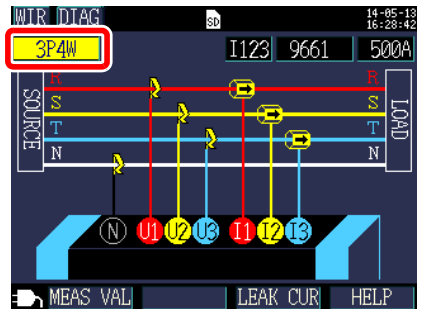 WIR DIAG SD 14-05-13
16:28:42
3P4W I123 9661 500A
R R
S S
T T
N N
SOURCE
LOAD
N U1 U2 U3 I1 I2 I3
MEAS VAL LEAK CUR HELP